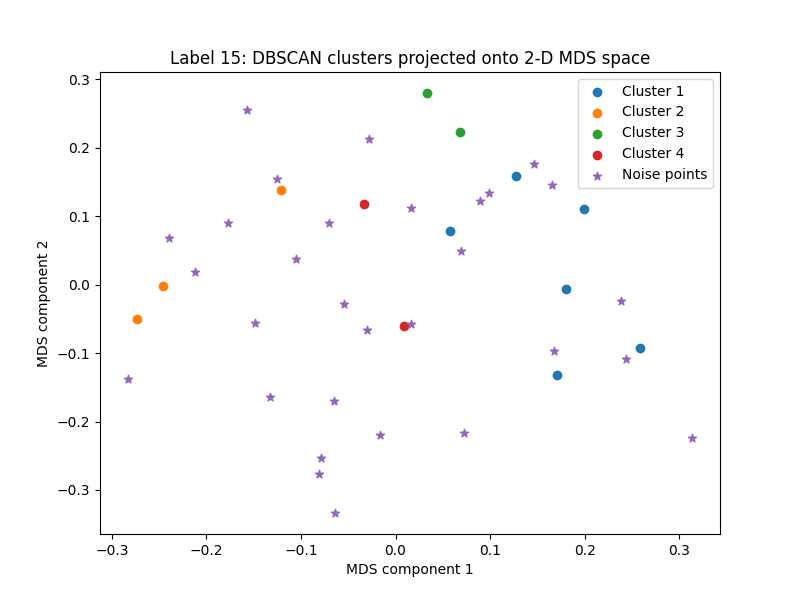 Label 15: DBSCAN clusters projected onto 2-D MDS space
Cluster 1
Cluster 2
Cluster 3
Cluster 4
Noise points
MDS component 2
0.3
0.2
0.1
0.0
−0.1
−0.2
−0.3
−0.3 −0.2 −0.1 0.0 0.1 0.2 0.3
MDS component 1